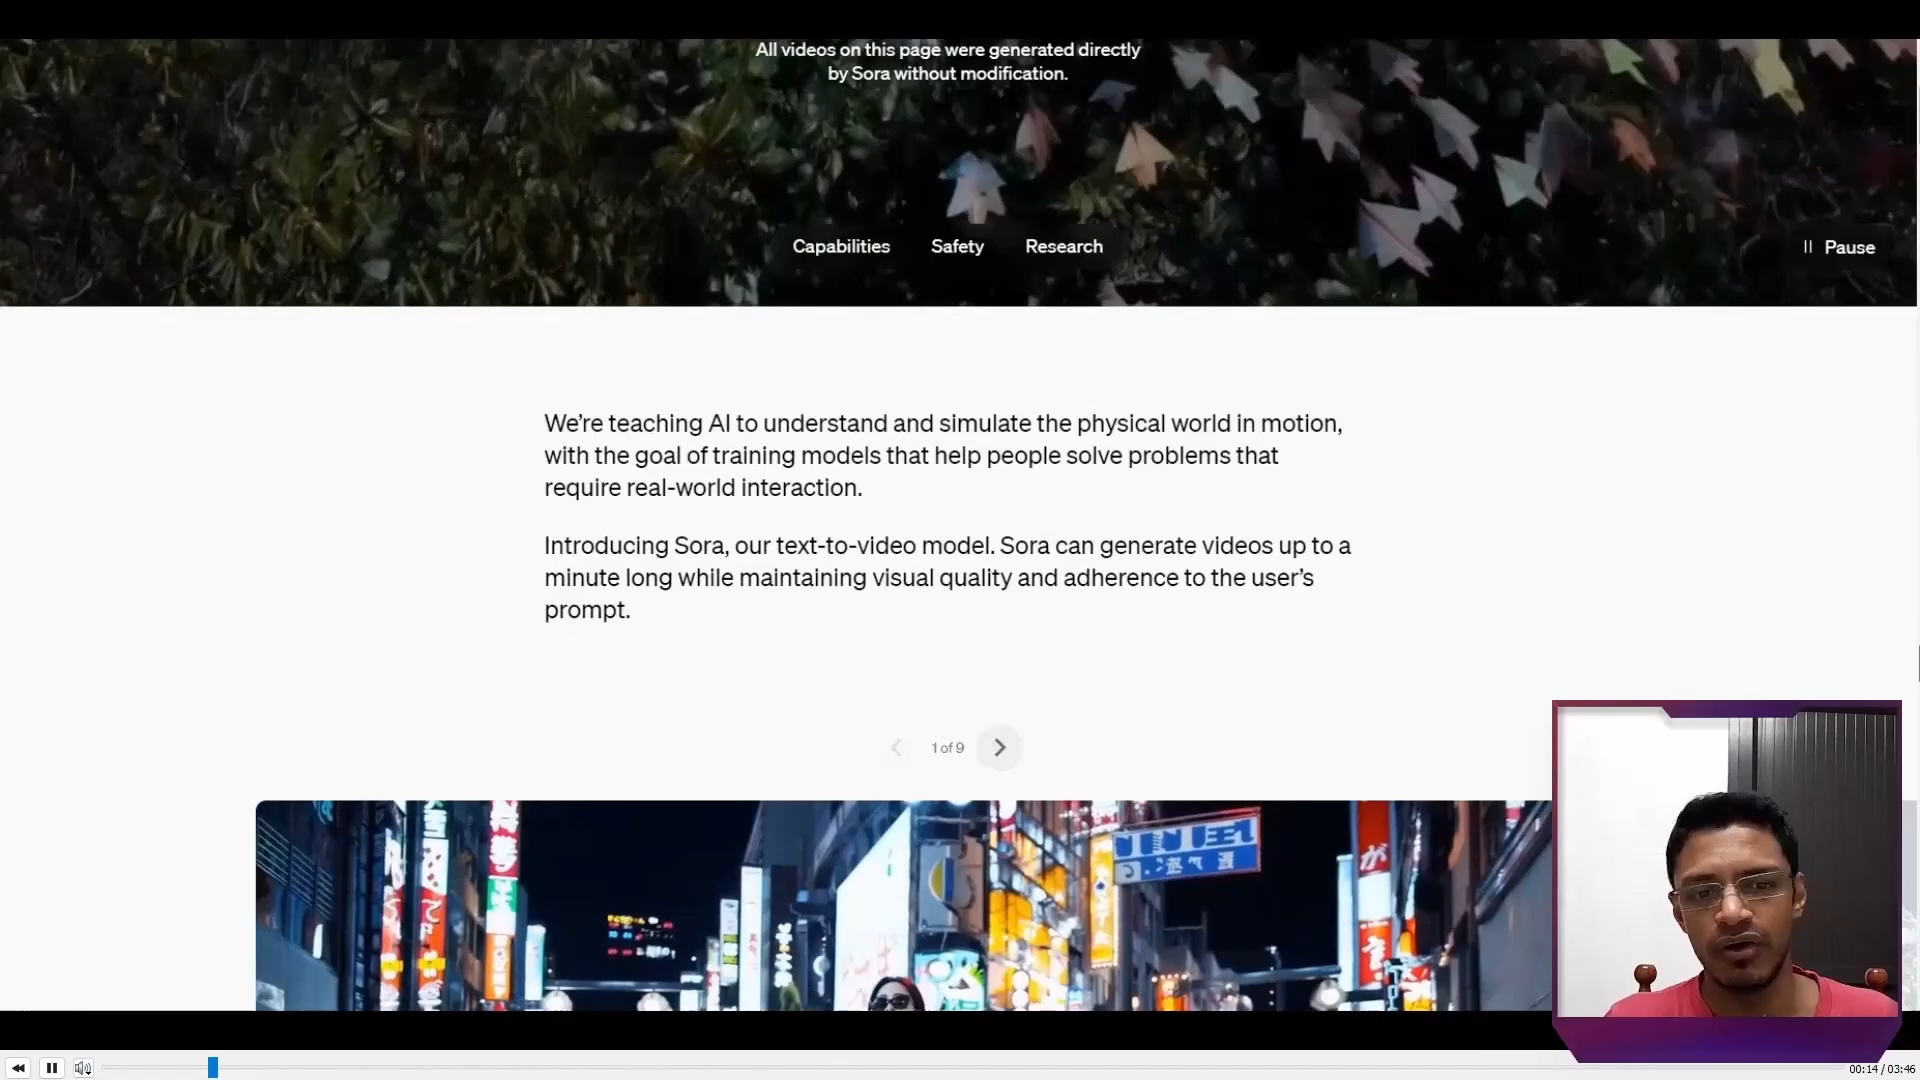 All videos on this page were generated directly
by Sora without modification.
Capabilities
Safety
Research
Pause
We’re teaching AI to understand and simulate the physical world in motion,
with the goal of training models that help people solve problems that
require real-world interaction.
Introducing Sora, our text-to-video model. Sora can generate videos up to a
minute long while maintaining visual quality and adherence to the user’s
prompt.
1 of 9
00:14 / 03:46